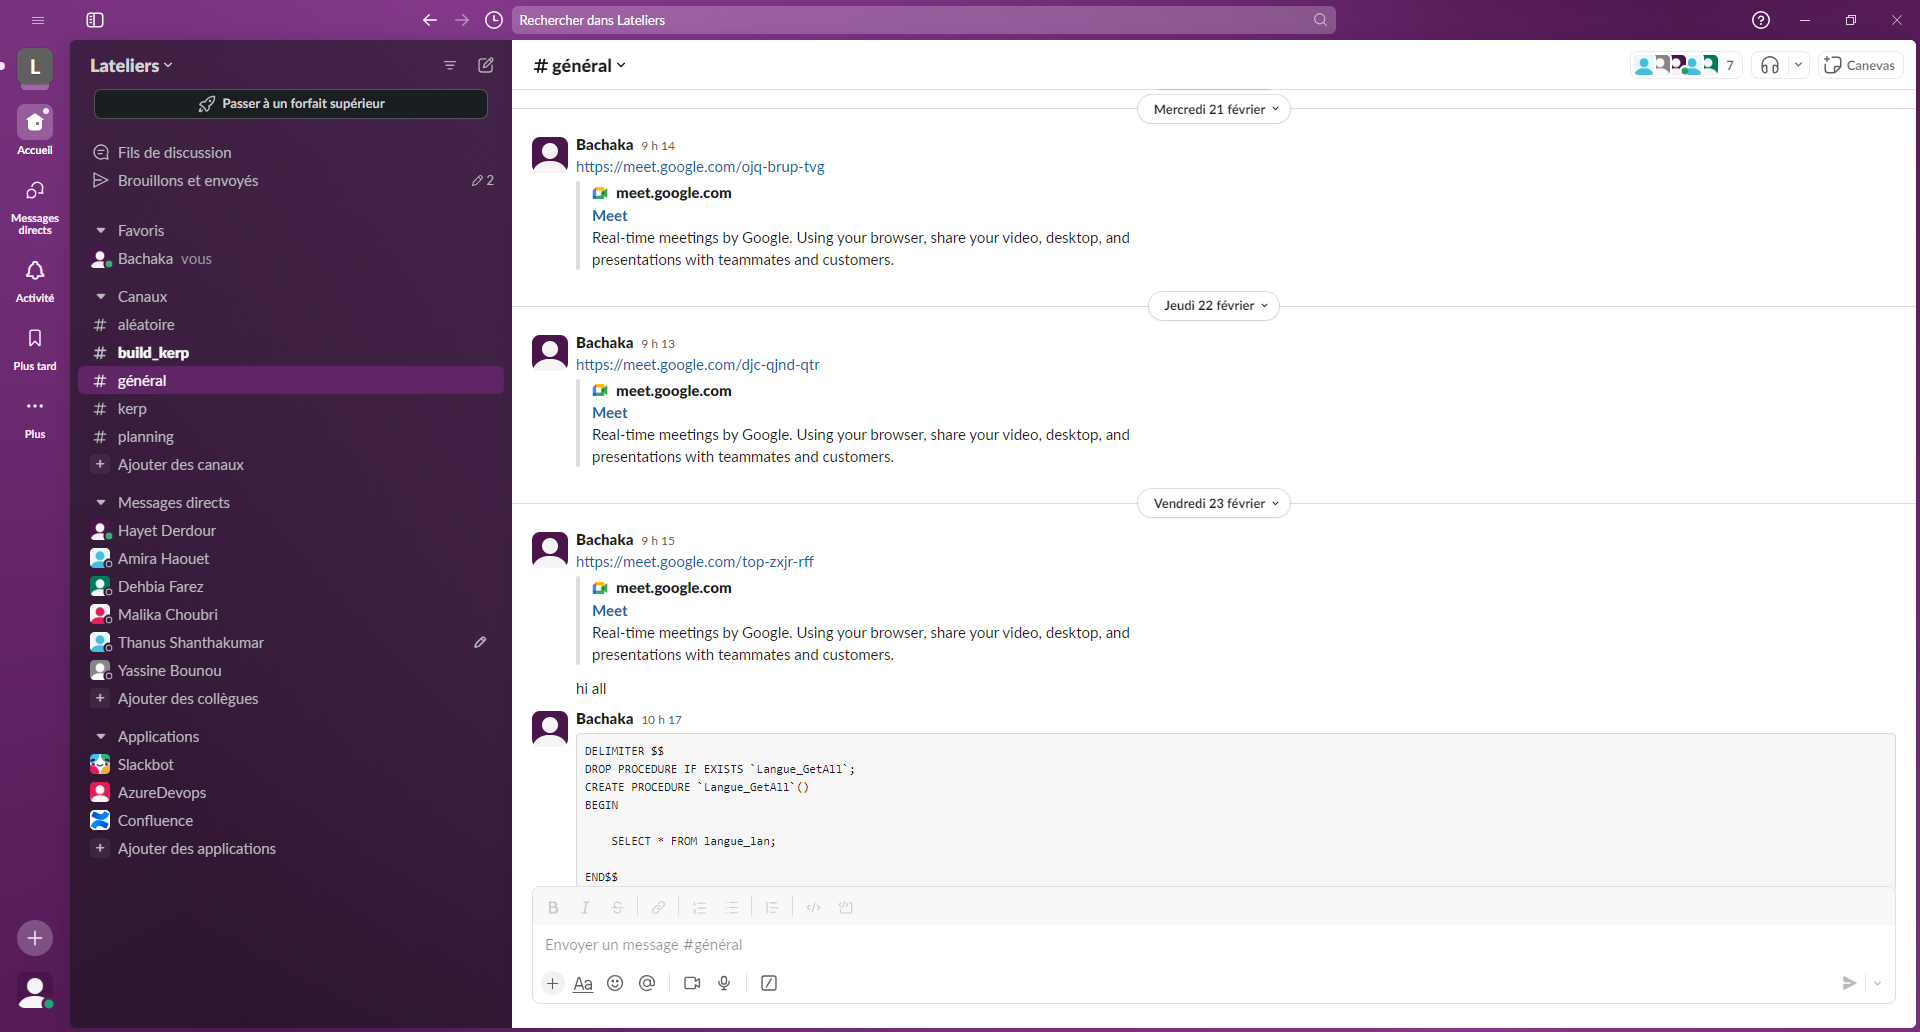 Rechercher dans Lateliers
L
Accueil
Messages
directs
Activité
Plus tard
Plus
Lateliers
Passer à un forfait supérieur
Fils de discussion
Brouillons et envoyés
2
Favoris
Bachaka vous
Canaux
# aléatoire
# build_kerp
# général
# kerp
# planning
+ Ajouter des canaux
Messages directs
Hayet Derdour
Amira Haouet
Dehbia Farez
Malika Choubri
Thanus Shanthakumar
Yassine Bounou
+ Ajouter des collègues
Applications
Slackbot
AzureDevops
Confluence
+ Ajouter des applications
# général
7
Canevas
Mercredi 21 février
Bachaka 9 h 14
https://meet.google.com/ojq-brup-tvg
meet.google.com
Meet
Real-time meetings by Google. Using your browser, share your video, desktop, and
presentations with teammates and customers.
Jeudi 22 février
Bachaka 9 h 13
https://meet.google.com/djc-qjnd-qtr
meet.google.com
Meet
Real-time meetings by Google. Using your browser, share your video, desktop, and
presentations with teammates and customers.
Vendredi 23 février
Bachaka 9 h 15
https://meet.google.com/top-zxjr-rff
meet.google.com
Meet
Real-time meetings by Google. Using your browser, share your video, desktop, and
presentations with teammates and customers.
hi all
Bachaka 10 h 17
DELIMITER $$
DROP PROCEDURE IF EXISTS `Langue_GetAll`;
CREATE PROCEDURE `Langue_GetAll`()
BEGIN
SELECT * FROM langue_lan;
END$$
B I S
Envoyer un message #général
+ Aa @